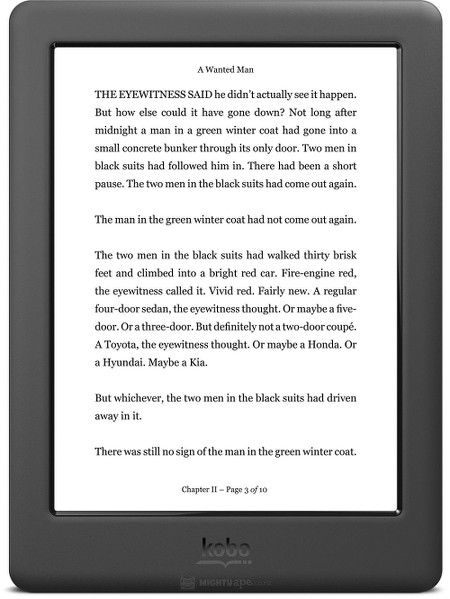 A Wanted Man
THE EYEWITNESS SAID he didn't actually see it happen.
But how else could it have gone down? Not long after
midnight a man in a green winter coat had gone into a
small concrete bunker through its only door. Two men in
black suits had followed him in. There had been a short
pause. The two men in the black suits had come out again.
The man in the green winter coat had not come out again.
The two men in the black suits had walked thirty brisk
feet and climbed into a bright red car. Fire-engine red,
the eyewitness called it. Vivid red. Fairly new. A regular
four-door sedan, the eyewitness thought. Or maybe a five-
door. Or a three-door. But definitely not a two-door coupé.
A Toyota, the eyewitness thought. Or maybe a Honda. Or
a Hyundai. Maybe a Kia.
But whichever, the two men in the black suits had driven
away in it.
There was still no sign of the man in the green winter coat.
Chapter II – Page 3 of 10
kobo
MIGHTYAPE.com